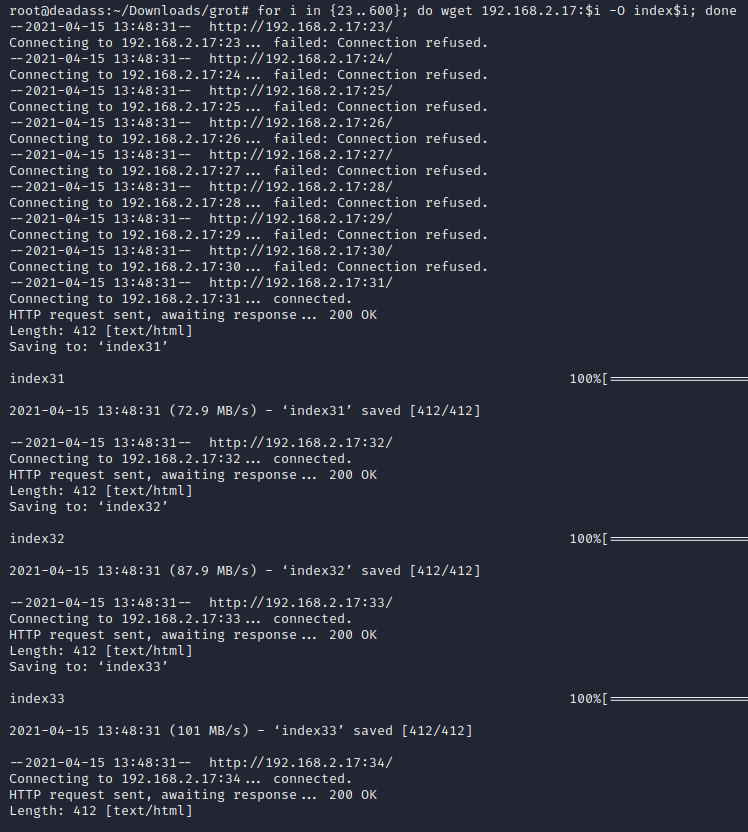 root@deadass:~/Downloads/grot# for i in {23..600}; do wget 192.168.2.17:$i -O index$i; done
--2021-04-15 13:48:31--  http://192.168.2.17:23/
Connecting to 192.168.2.17:23... failed: Connection refused.
--2021-04-15 13:48:31--  http://192.168.2.17:24/
Connecting to 192.168.2.17:24... failed: Connection refused.
--2021-04-15 13:48:31--  http://192.168.2.17:25/
Connecting to 192.168.2.17:25... failed: Connection refused.
--2021-04-15 13:48:31--  http://192.168.2.17:26/
Connecting to 192.168.2.17:26... failed: Connection refused.
--2021-04-15 13:48:31--  http://192.168.2.17:27/
Connecting to 192.168.2.17:27... failed: Connection refused.
--2021-04-15 13:48:31--  http://192.168.2.17:28/
Connecting to 192.168.2.17:28... failed: Connection refused.
--2021-04-15 13:48:31--  http://192.168.2.17:29/
Connecting to 192.168.2.17:29... failed: Connection refused.
--2021-04-15 13:48:31--  http://192.168.2.17:30/
Connecting to 192.168.2.17:30... failed: Connection refused.
--2021-04-15 13:48:31--  http://192.168.2.17:31/
Connecting to 192.168.2.17:31... connected.
HTTP request sent, awaiting response... 200 OK
Length: 412 [text/html]
Saving to: ‘index31’
index31 100%[==================
2021-04-15 13:48:31 (72.9 MB/s) - ‘index31’ saved [412/412]
--2021-04-15 13:48:31--  http://192.168.2.17:32/
Connecting to 192.168.2.17:32... connected.
HTTP request sent, awaiting response... 200 OK
Length: 412 [text/html]
Saving to: ‘index32’
index32 100%[==================
2021-04-15 13:48:31 (87.9 MB/s) - ‘index32’ saved [412/412]
--2021-04-15 13:48:31--  http://192.168.2.17:33/
Connecting to 192.168.2.17:33... connected.
HTTP request sent, awaiting response... 200 OK
Length: 412 [text/html]
Saving to: ‘index33’
index33 100%[==================
2021-04-15 13:48:31 (101 MB/s) - ‘index33’ saved [412/412]
--2021-04-15 13:48:31--  http://192.168.2.17:34/
Connecting to 192.168.2.17:34... connected.
HTTP request sent, awaiting response... 200 OK
Length: 412 [text/html]